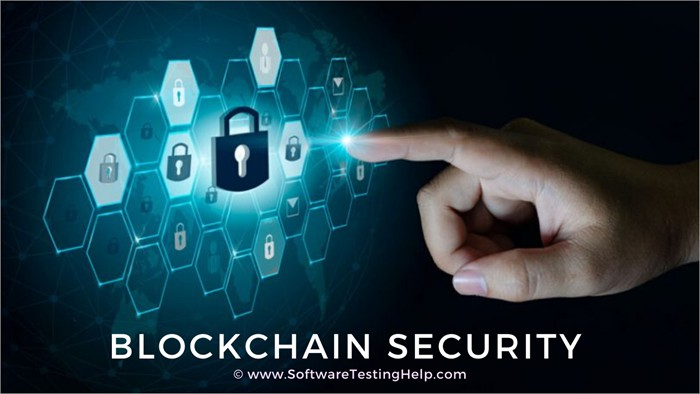 BLOCKCHAIN SECURITY
© www.SoftwareTestingHelp.com